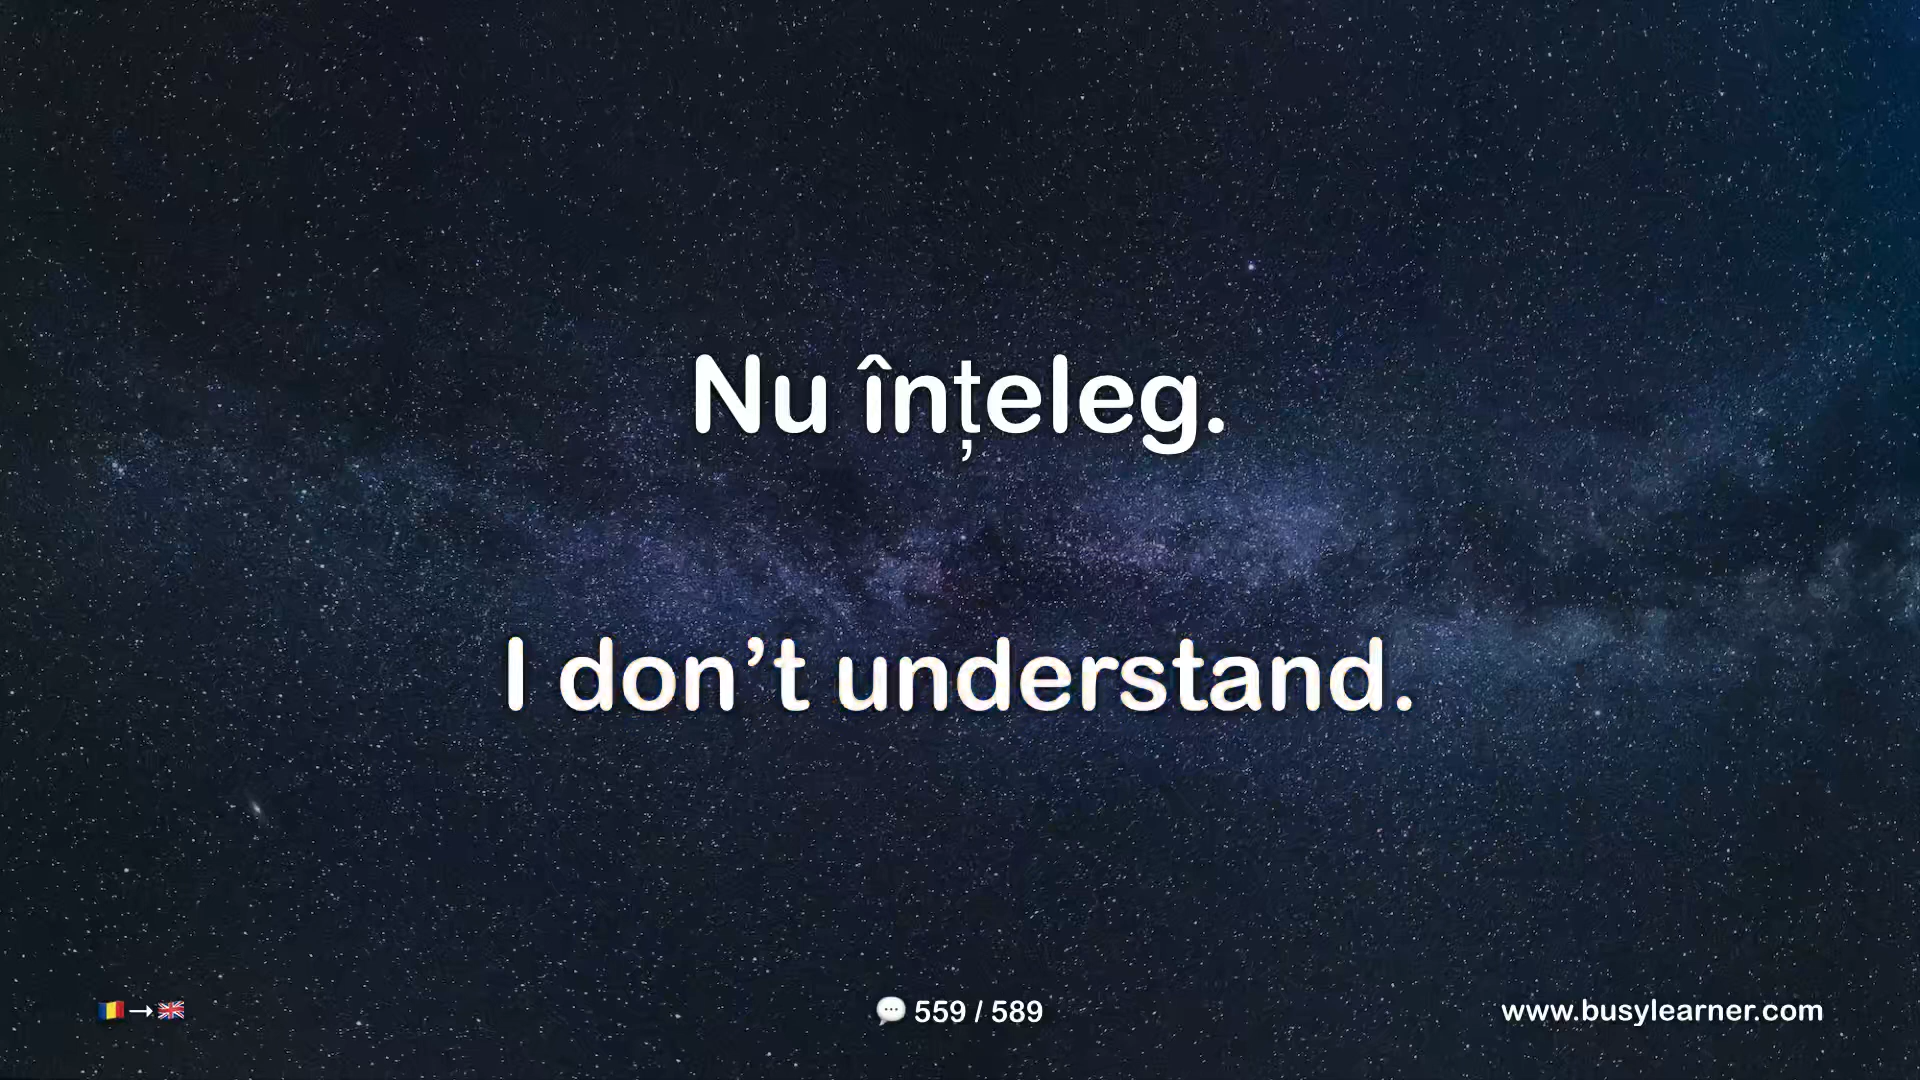 Nu înțeleg.
I don’t understand.
🇷🇴→🇬🇧
💬 559 / 589
www.busylearner.com